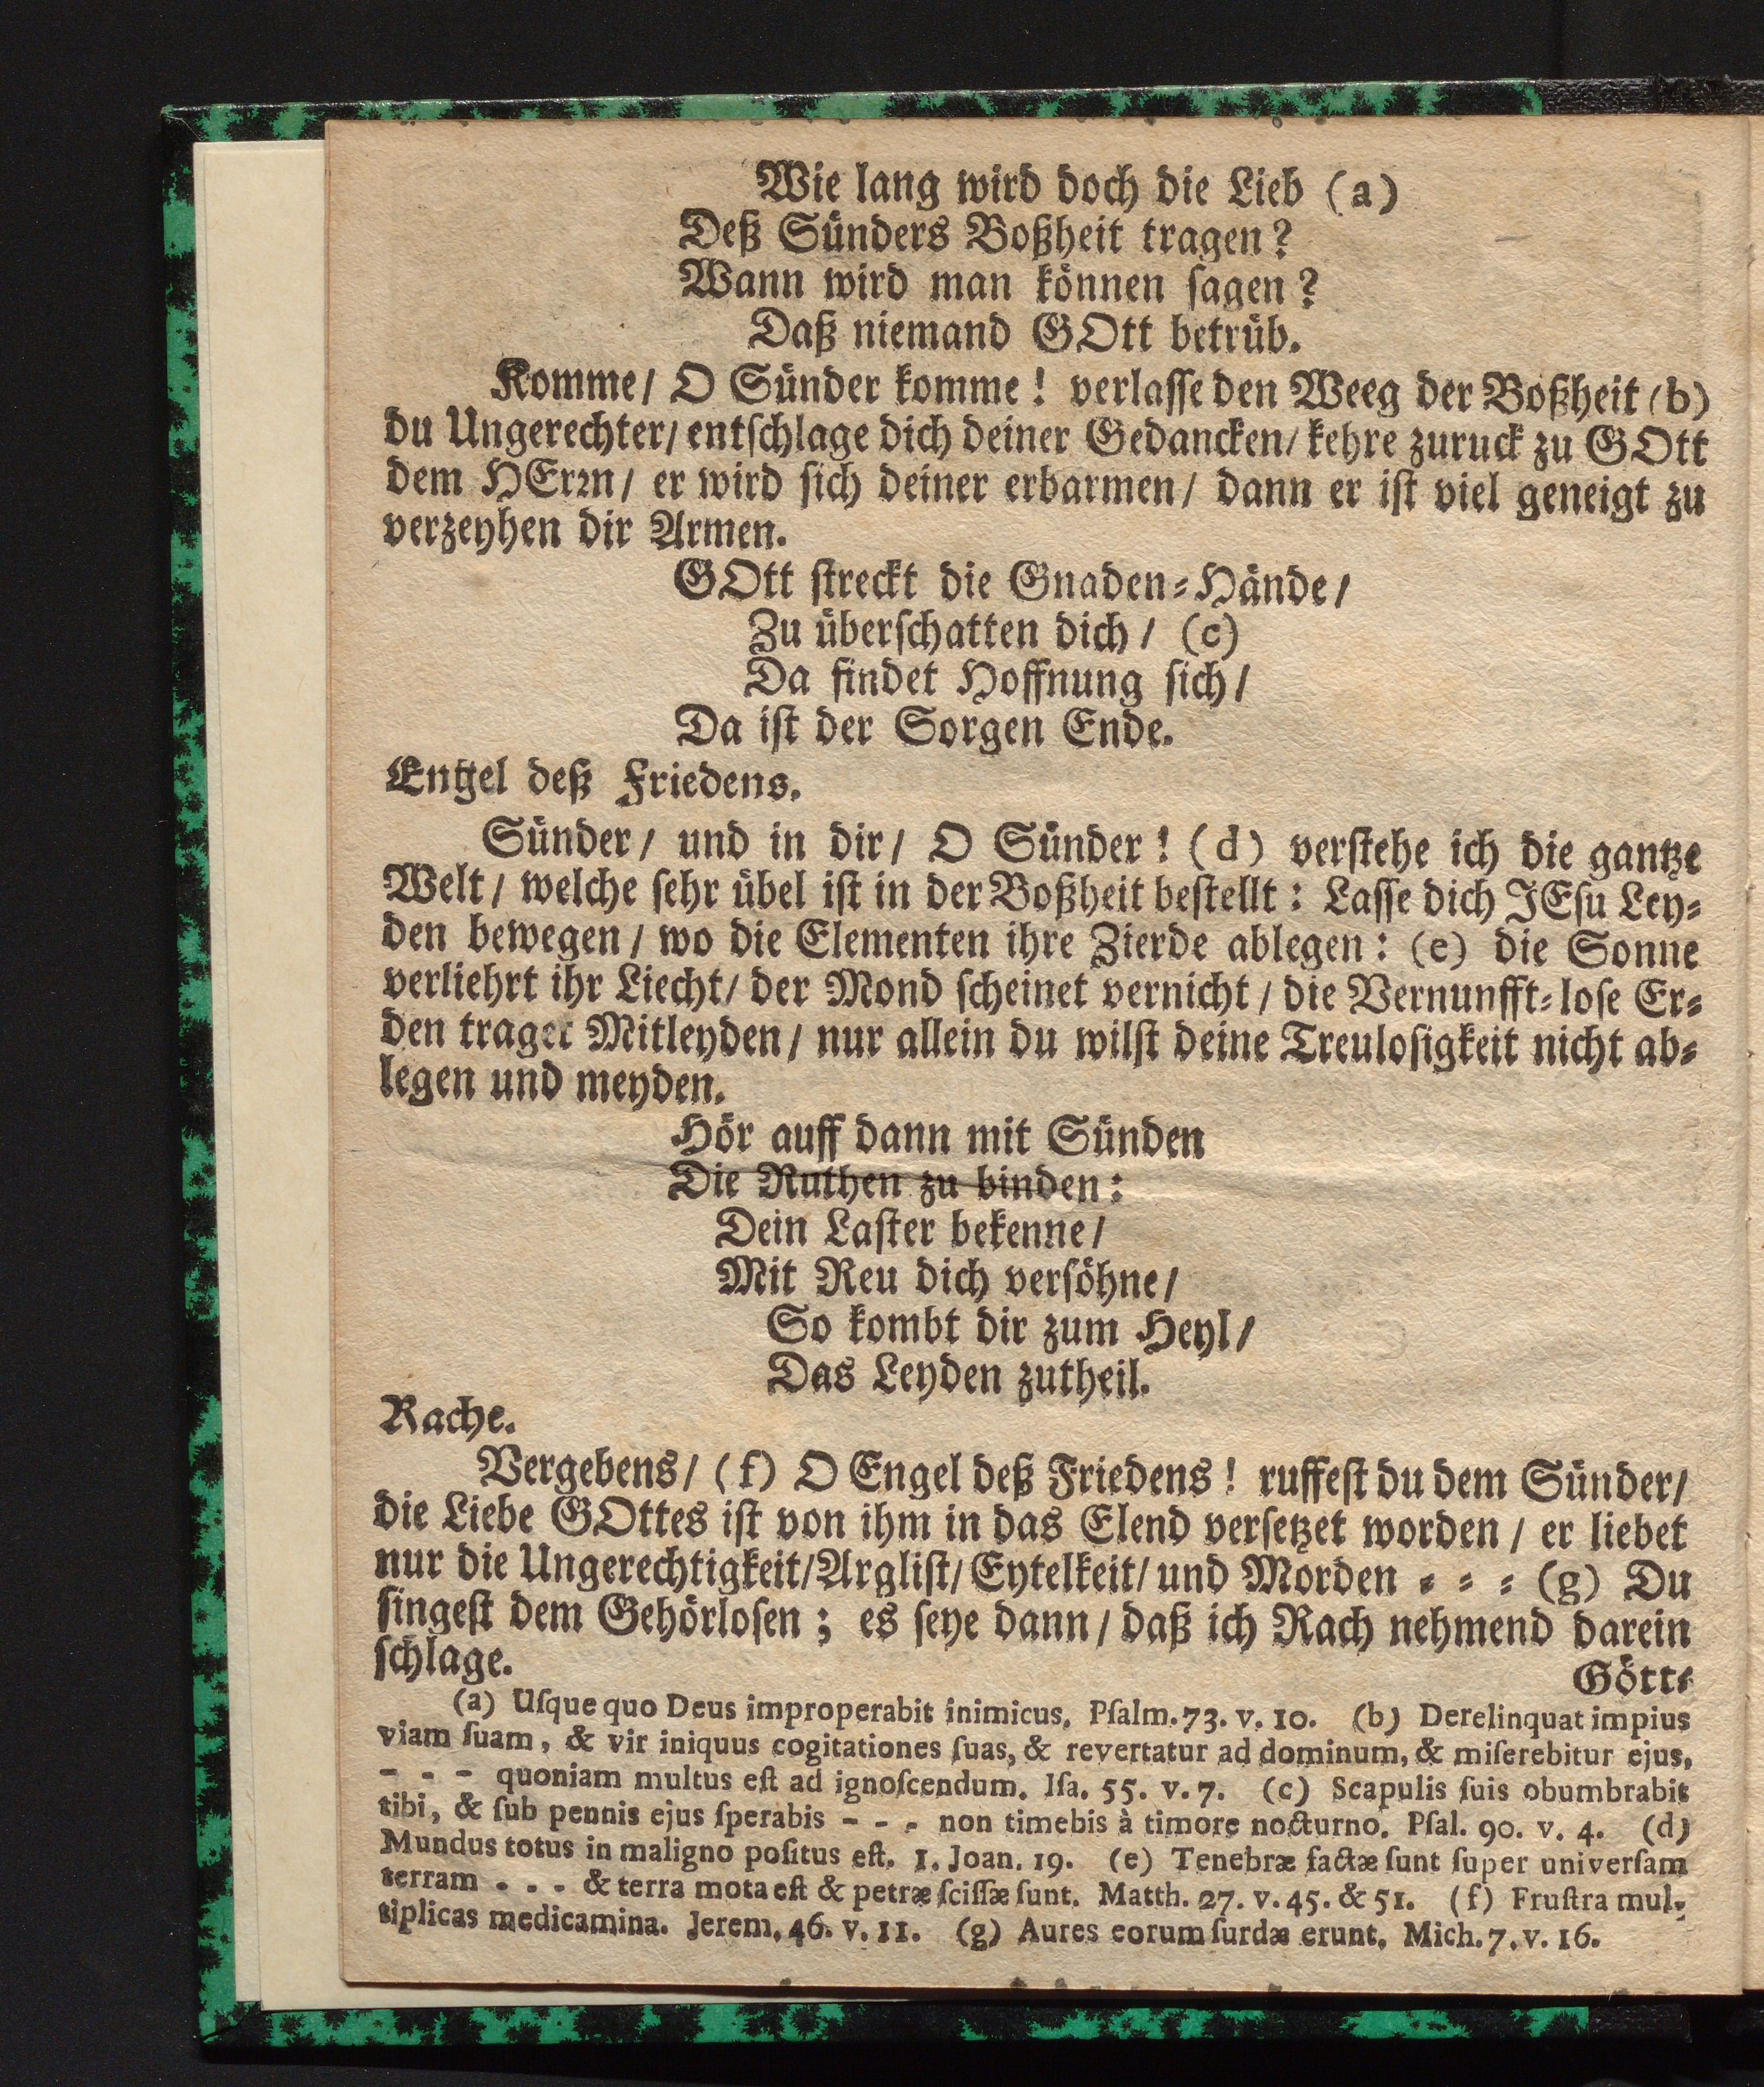 Wie lang wird doch die Lieb (a)
Deß Sünders Boßheit tragen?
Wann wird man können ſagen?
Daß niemand GOtt betrüb.
Komme/ O Sünder komme! verlaſſe den Weeg der Boßheit (b)
du Ungerechter/ entſchlage dich deiner Gedancken/ kehre zuruck zu GOtt
dem HErꝛn/ er wird ſich deiner erbarmen/ dann er iſt viel geneigt zu
verzeyhen dir Armen.
GOtt ſtreckt die Gnaden⸗Hände/
Zu überſchatten dich/ (c)
Da findet Hoffnung ſich/
Da iſt der Sorgen Ende.
Engel deß Friedens.
Sünder/ und in dir/ O Sünder! (d) verſtehe ich die gantze
Welt/ welche ſehr übel iſt in der Boßheit beſtellt: Laſſe dich JEſu Ley⸗
den bewegen/ wo die Elementen ihre Zierde ablegen: (e) die Sonne
verliehrt ihr Liecht/ der Mond ſcheinet vernicht/ die Vernunfft⸗loſe Er⸗
den traget Mitleyden/ nur allein du wilſt deine Treuloſigkeit nicht ab⸗
legen und meyden.
Hör auff dann mit Sünden
Die Ruthen zu binden:
Dein Laſter bekenne/
Mit Reu dich verſöhne/
So kombt dir zum Heyl/
Das Leyden zutheil.
Rache.
Vergebens/ (f) O Engel deß Friedens! ruffeſt du dem Sünder/
die Liebe GOttes iſt von ihm in das Elend verſetzet worden/ er liebet
nur die Ungerechtigkeit/ Argliſt/ Eytelkeit/ und Morden ⸗ ⸗ ⸗ (g) Du
ſingeſt dem Gehörloſen; es ſeye dann/ daß ich Rach nehmend darein
ſchlage.
Gött⸗
(a) Uſque quo Deus improperabit inimicus, Pſalm. 73. v. 10. (b) Derelinquat impius
viam ſuam, & vir iniquus cogitationes ſuas, & revertatur ad dominum, & miſerebitur ejus,
- - - quoniam multus eſt ad ignoſcendum. Iſa. 55. v. 7. (c) Scapulis ſuis obumbrabit
tibi, & ſub pennis ejus ſperabis - - - non timebis à timore nocturno. Pſal. 90. v. 4. (d)
Mundus totus in maligno poſitus eſt. 1. Joan. 19. (e) Tenebræ factæ ſunt ſuper univerſam
terram . . . & terra mota eſt & petræ ſciſſæ ſunt. Matth. 27. v. 45. & 51. (f) Fruſtra mul-
tiplicas medicamina. Jerem. 46. v. 11. (g) Aures eorum ſurdæ erunt, Mich. 7. v. 16.